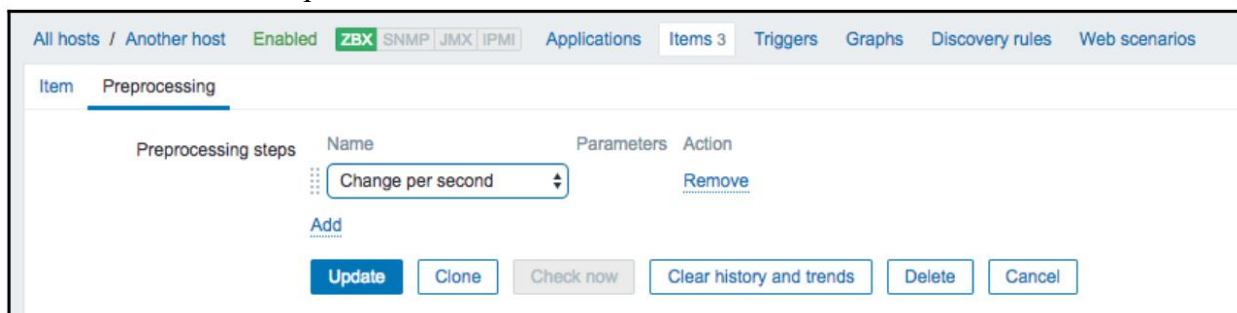 All hosts / Another host Enabled ZBX SNMP JMX IPMI Applications Items 3 Triggers Graphs Discovery rules Web scenarios
Item Preprocessing
Preprocessing steps Name Parameters Action
Change per second Remove
Add
Update Clone Check now Clear history and trends Delete Cancel